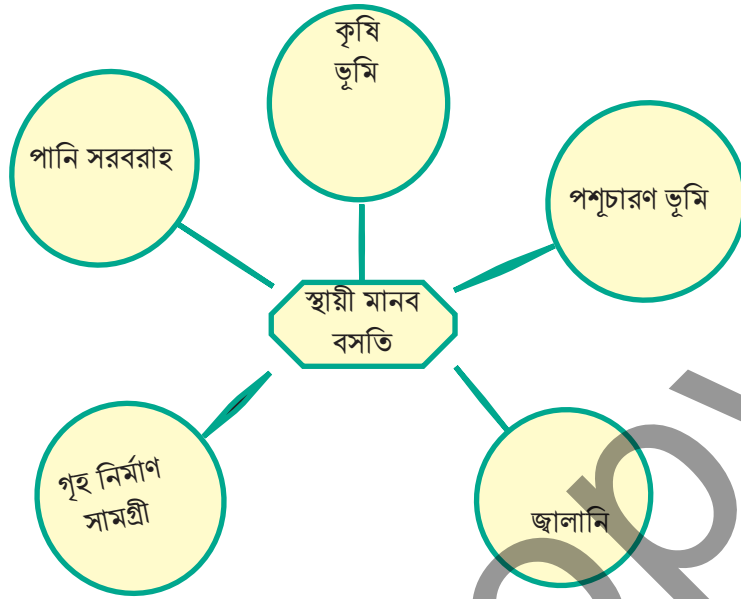 কৃষি
ভূমি
পানি সরবরাহ
পশূচারণ ভূমি
স্থায়ী মানব
বসতি
গৃহ নির্মাণ
সামগ্রী
জ্বালানি